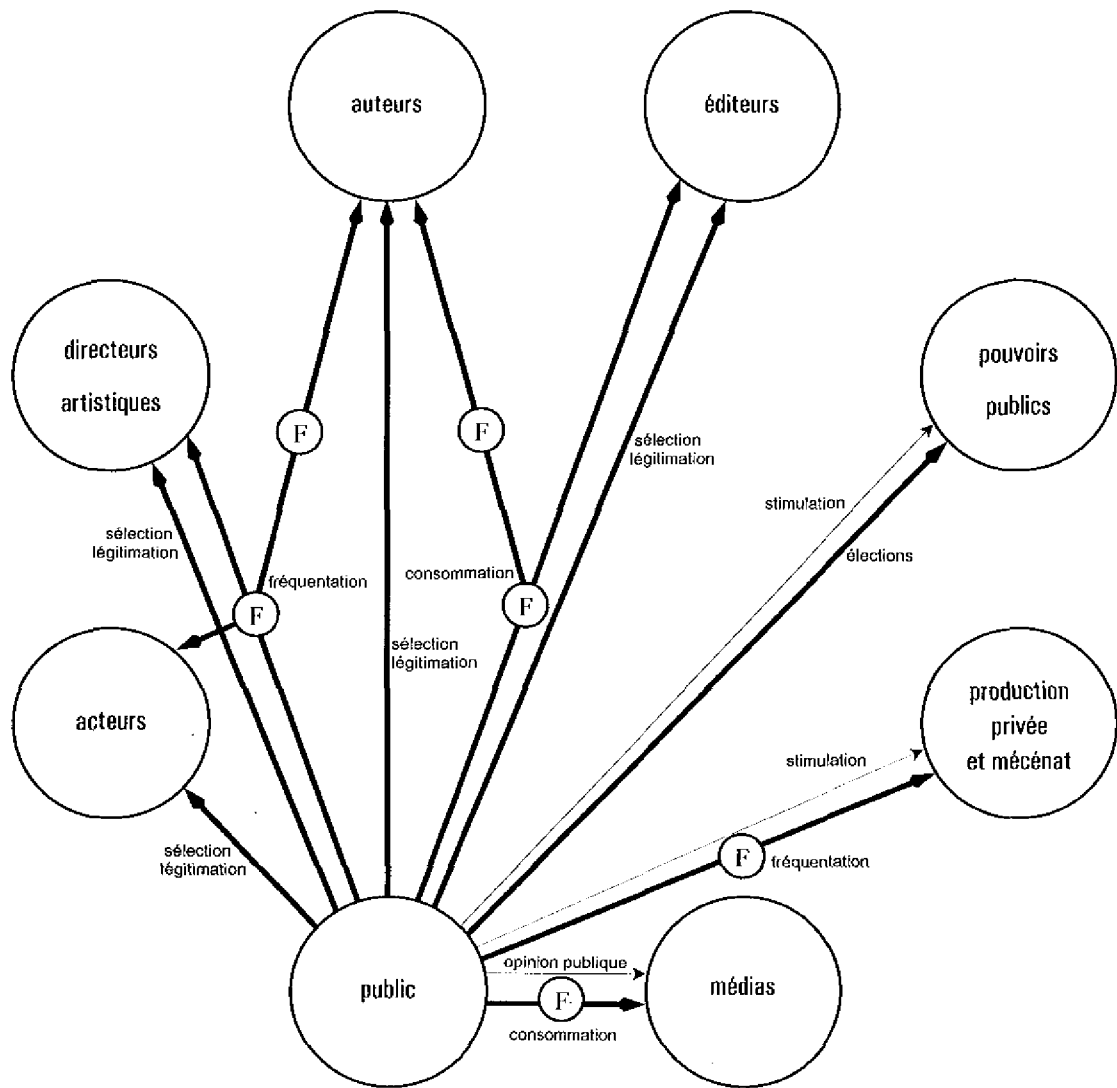 auteurs
éditeurs
directeurs
artistiques
pouvoirs
publics
F
F
sélection
légitimation
stimulation
sélection
légitimation
fréquentation
consommation
élections
F
F
sélection
légitimation
acteurs
production
privée
et mécénat
stimulation
sélection
légitimation
F
fréquentation
opinion publique
public
F
médias
consommation